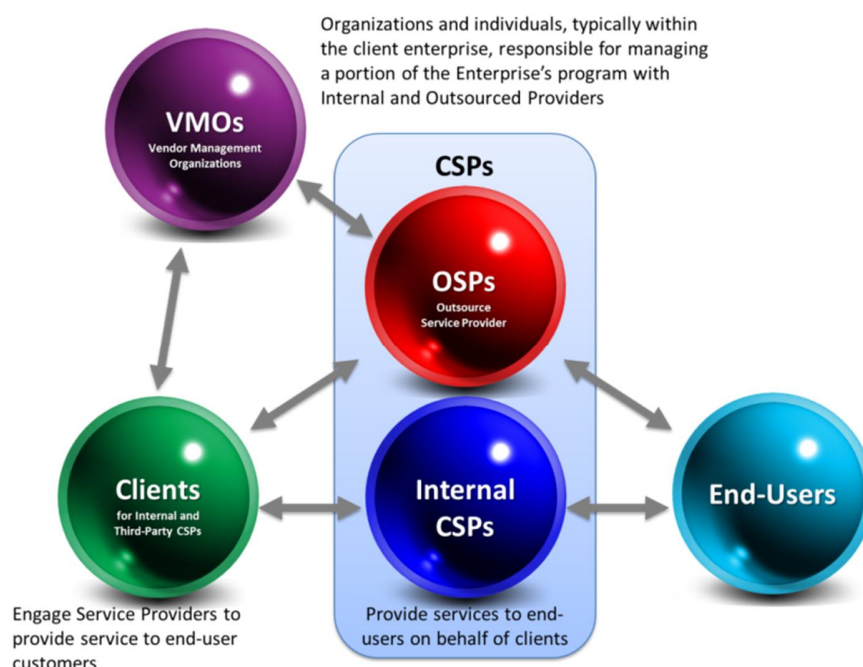 Organizations and individuals, typically within
the client enterprise, responsible for managing
a portion of the Enterprise's program with
Internal and Outsourced Providers
VMOs
Vendor Management
Organizations
CSPs
OSPs
Outsource
Service Provider
Clients
for Internal and
Third-Party CSPs
Internal
CSPs
End-Users
Engage Service Providers to
provide service to end-user
customers
Provide services to end-
users on behalf of clients